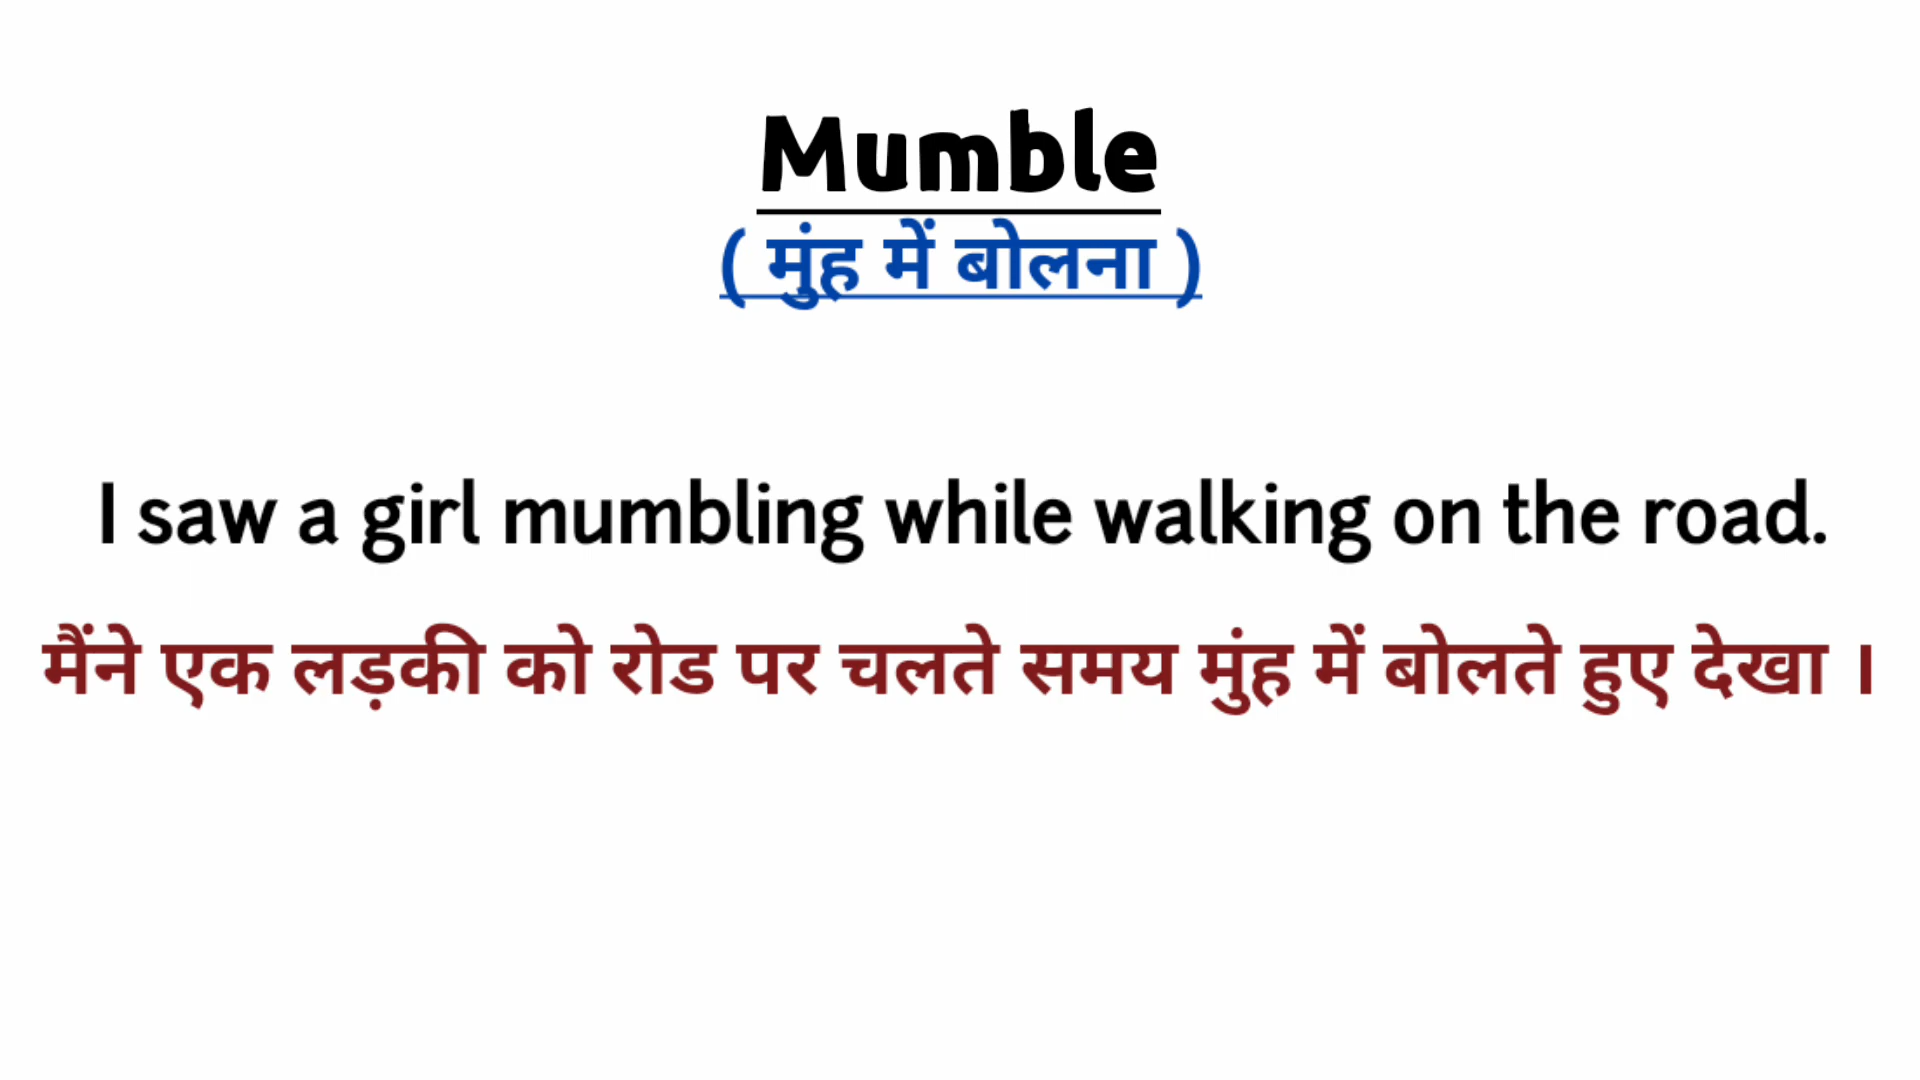 Mumble
( मुंह में बोलना )
I saw a girl mumbling while walking on the road.
मैंने एक लड़की को रोड पर चलते समय मुंह में बोलते हुए देखा ।